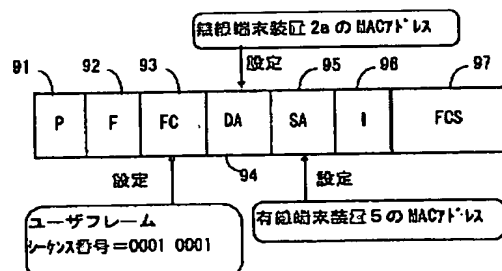 無線端末装置2aのMACアドレス
設定
91 92 93 95 96 97
P F FC DA SA I FCS
94
設定
設定
ユーザフレーム
シーケンス番号=0001 0001
有線端末装置5のMACアドレス